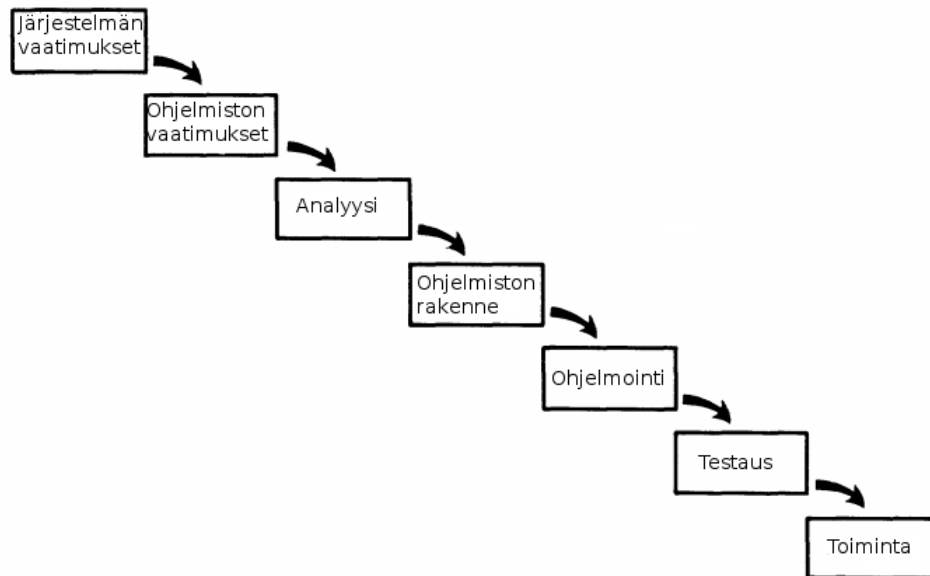 Järjestelmän
vaatimukset
Ohjelmiston
vaatimukset
Analyysi
Ohjelmiston
rakenne
Ohjelmointi
Testaus
Toiminta